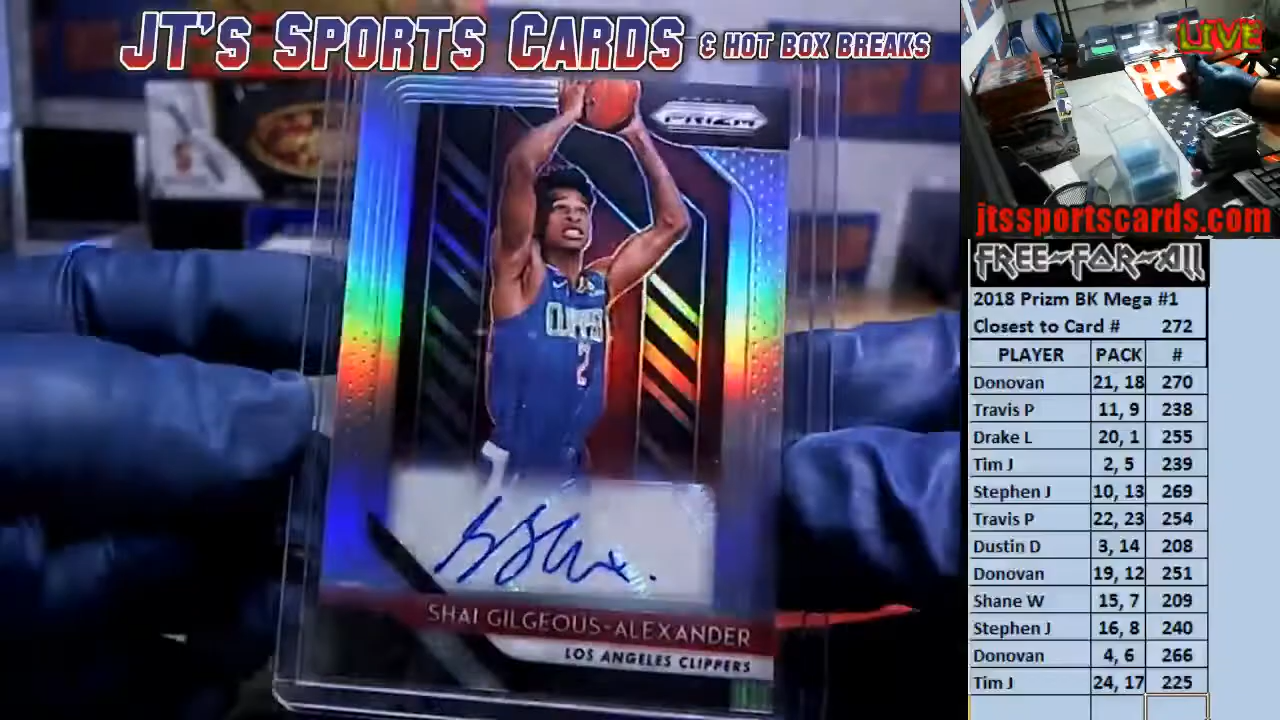 JT's Sports Cards & Hot Box Breaks
LIVE
jtssportscards.com
PRIZM
CLIPPERS
2
SHAI GILGEOUS-ALEXANDER
LOS ANGELES CLIPPERS
FREE-FOR-ALL
2018 Prizm BK Mega #1
Closest to Card # 272
PLAYER PACK #
Donovan 21, 18 270
Travis P 11, 9 238
Drake L 20, 1 255
Tim J 2, 5 239
Stephen J 10, 13 269
Travis P 22, 23 254
Dustin D 3, 14 208
Donovan 19, 12 251
Shane W 15, 7 209
Stephen J 16, 8 240
Donovan 4, 6 266
Tim J 24, 17 225